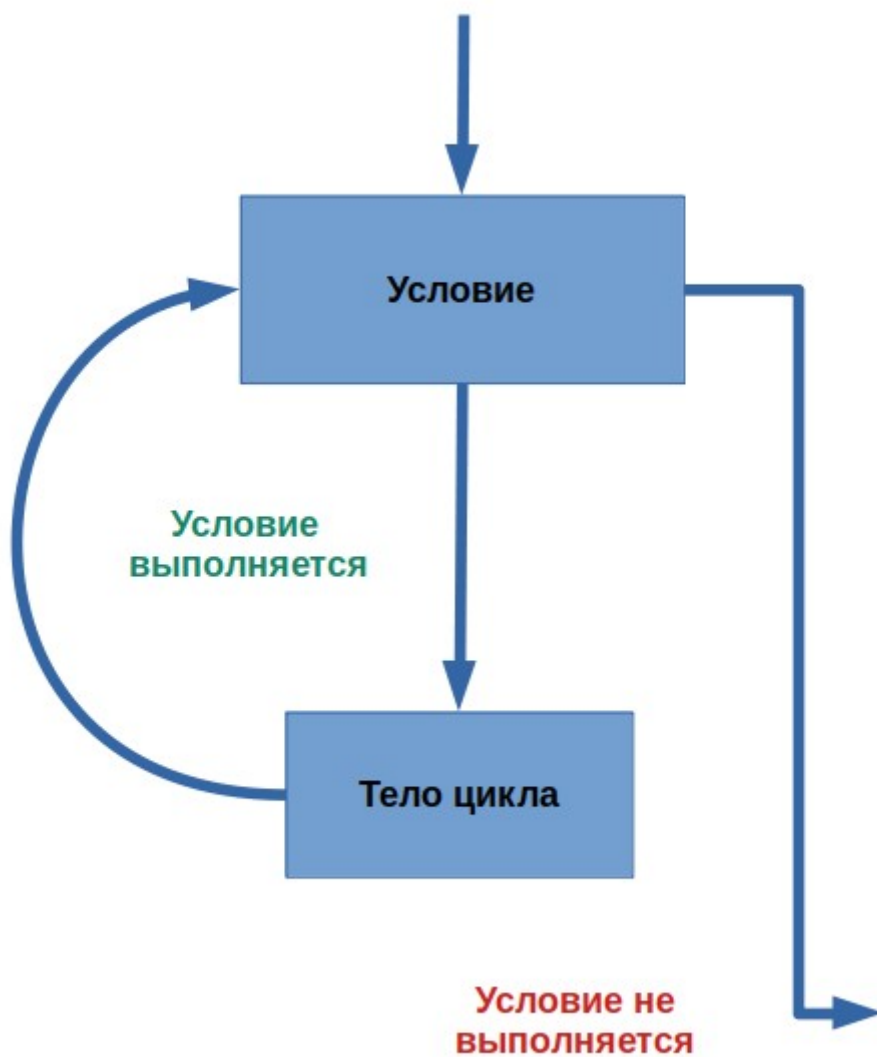 Условие
Условие
выполняется
Тело цикла
Условие не
выполняется